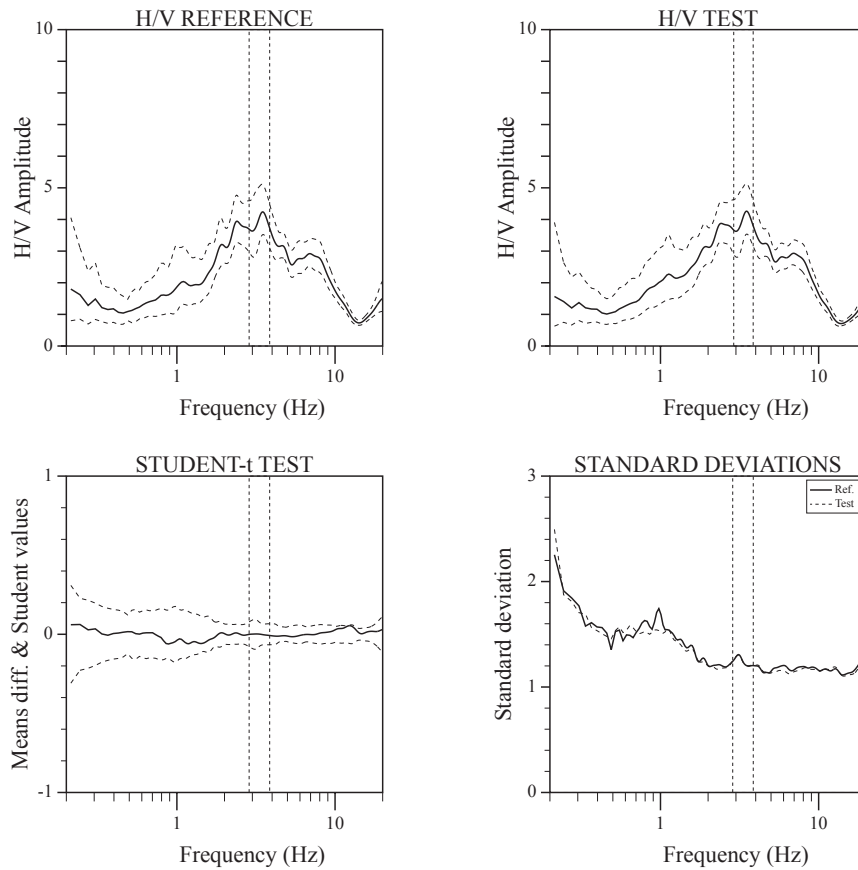 H/V REFERENCE
10
5
0
H/V Amplitude
1
10
Frequency (Hz)
H/V TEST
10
5
0
H/V Amplitude
1
10
Frequency (Hz)
STUDENT-t TEST
1
0
-1
Means diff. & Student values
1
10
Frequency (Hz)
STANDARD DEVIATIONS
3
2
1
0
Standard deviation
Ref.
Test
1
10
Frequency (Hz)